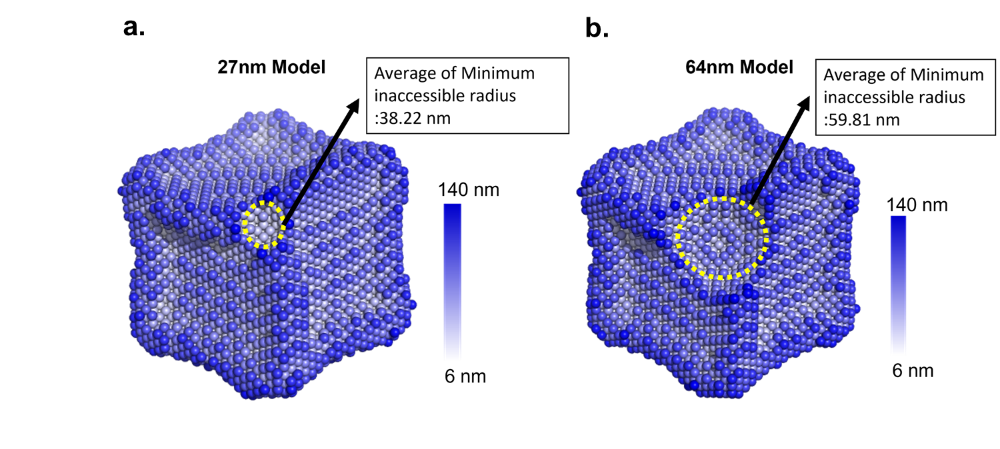 a.
27nm Model
Average of Minimum
inaccessible radius
:38.22 nm
140 nm
6 nm
b.
64nm Model
Average of Minimum
inaccessible radius
:59.81 nm
140 nm
6 nm